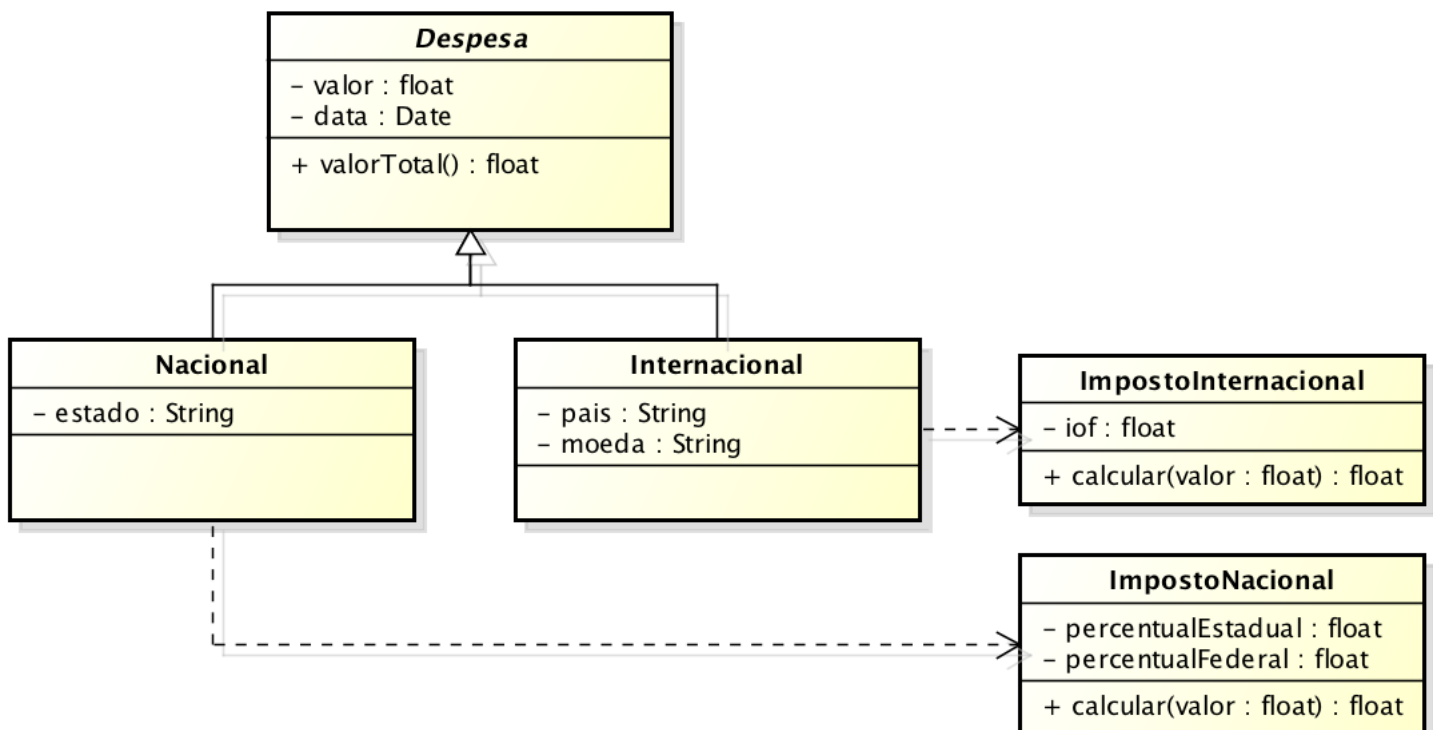 Despesa
– valor : float
– data : Date
+ valorTotal() : float
Nacional
– estado : String
Internacional
– pais : String
– moeda : String
ImpostoInternacional
– iof : float
+ calcular(valor : float) : float
ImpostoNacional
– percentualEstadual : float
– percentualFederal : float
+ calcular(valor : float) : float